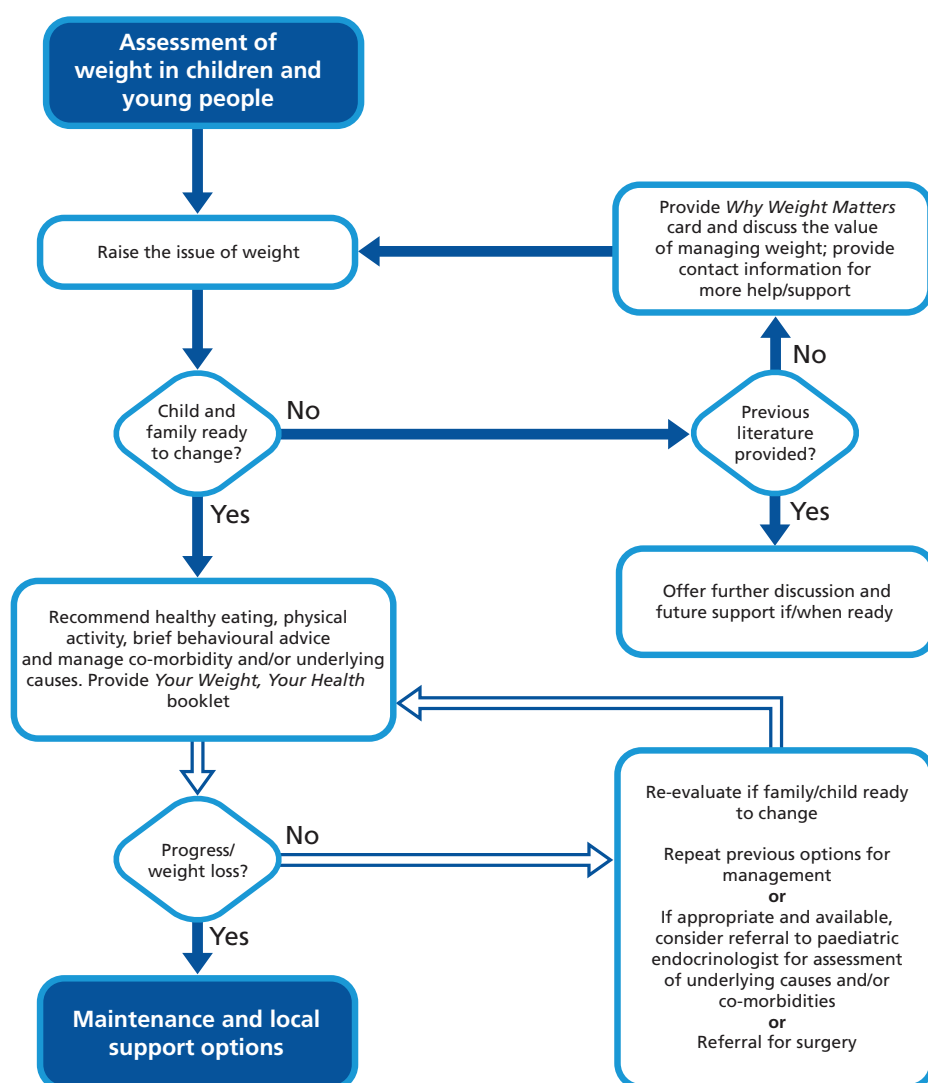 Assessment of
weight in children and
young people
Raise the issue of weight
Provide Why Weight Matters
card and discuss the value
of managing weight; provide
contact information for
more help/support
No
Child and
family ready
to change?
No
Previous
literature
provided?
Yes
Yes
Recommend healthy eating, physical
activity, brief behavioural advice
and manage co-morbidity and/or underlying
causes. Provide Your Weight, Your Health
booklet
Offer further discussion and
future support if/when ready
Progress/
weight loss?
No
Yes
Re-evaluate if family/child ready
to change
Repeat previous options for
management
or
If appropriate and available,
consider referral to paediatric
endocrinologist for assessment
of underlying causes and/or
co-morbidities
or
Referral for surgery
Maintenance and local
support options